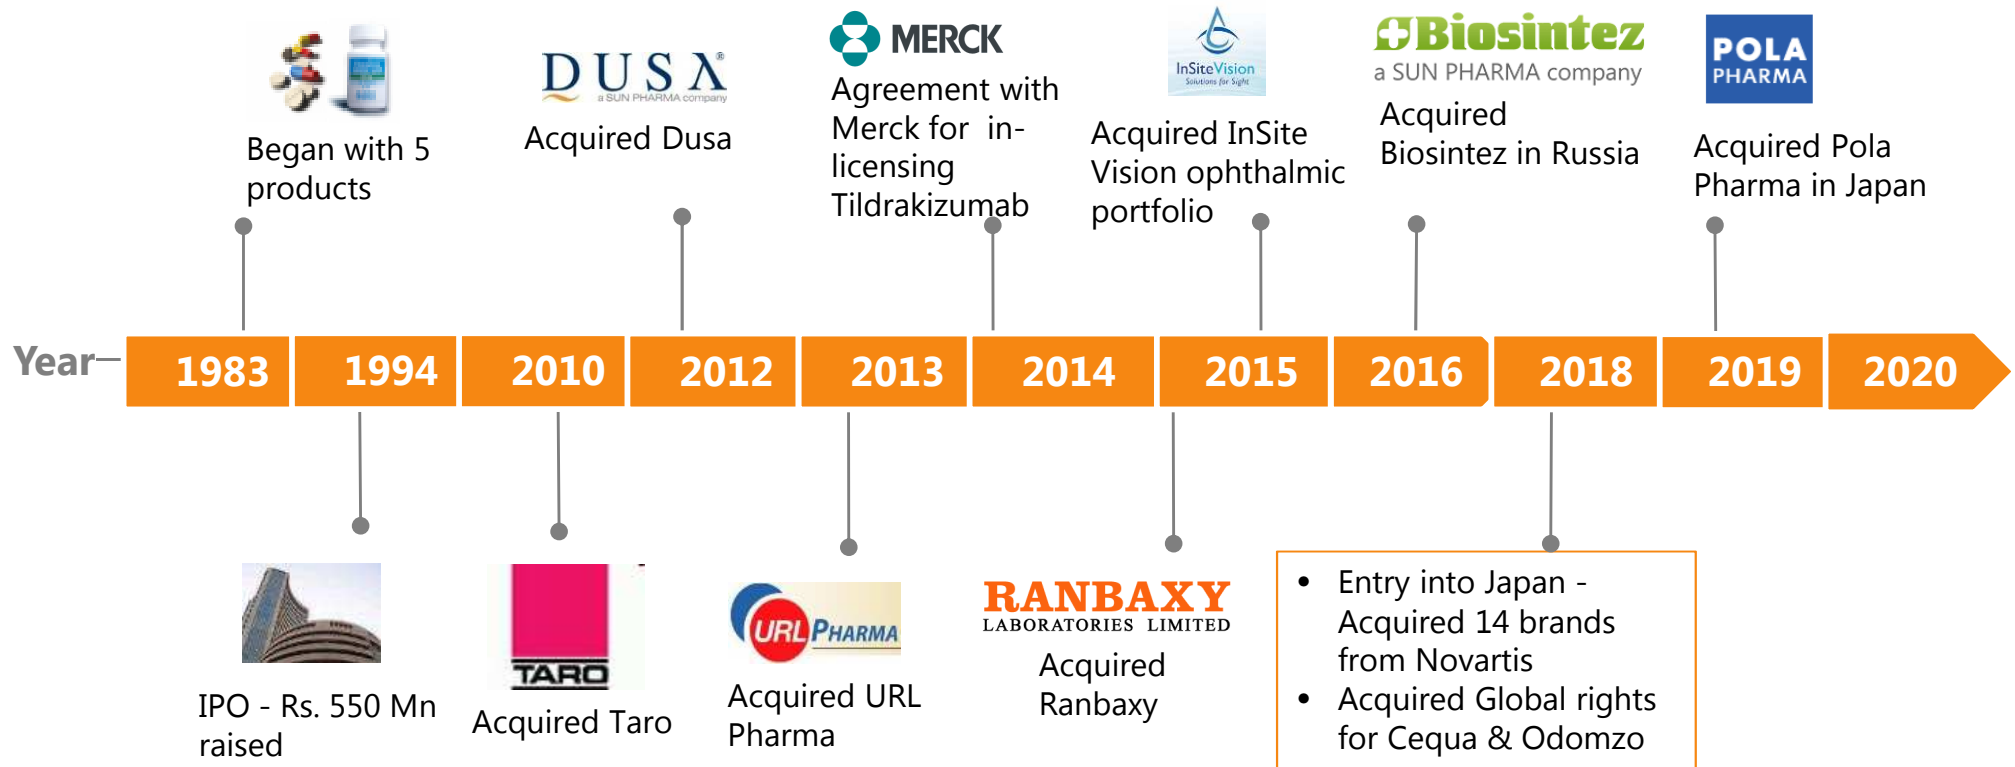 DUSA®
a SUN PHARMA company
Acquired Dusa
MERCK
Agreement with
Merck for in-
licensing
Tildrakizumab
InSiteVision
Solutions for Sight
Acquired InSite
Vision ophthalmic
portfolio
Biosintez
a SUN PHARMA company
Acquired
Biosintez in Russia
POLA
PHARMA
Acquired Pola
Pharma in Japan
Began with 5
products
Year
1983
1994
2010
2012
2013
2014
2015
2016
2018
2019
2020
IPO - Rs. 550 Mn
raised
TARO
Acquired Taro
URL PHARMA
Acquired URL
Pharma
RANBAXY
LABORATORIES LIMITED
Acquired
Ranbaxy
• Entry into Japan -
Acquired 14 brands
from Novartis
• Acquired Global rights
for Cequa & Odomzo